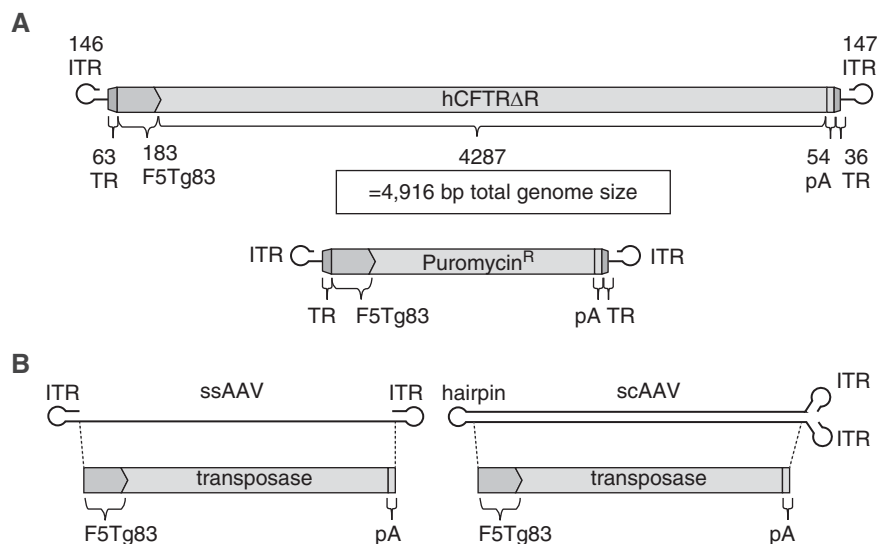 A
146
ITR
147
ITR
hCFTRΔR
63
TR
183
F5Tg83
4287
54
pA
36
TR
=4,916 bp total genome size
ITR
Puromycin^R
ITR
TR
F5Tg83
pA TR
B
ITR
ssAAV
ITR
hairpin
scAAV
ITR
ITR
transposase
transposase
F5Tg83
pA
F5Tg83
pA